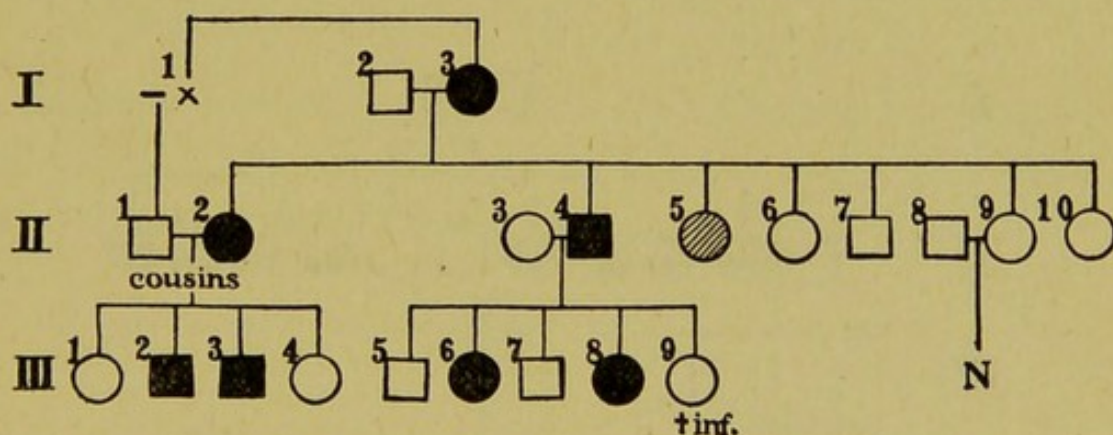 I 1 - x 2 3
II 1 2 3 4 5 6 7 8 9 10
cousins
III 1 2 3 4 5 6 7 8 9 N
† inf.